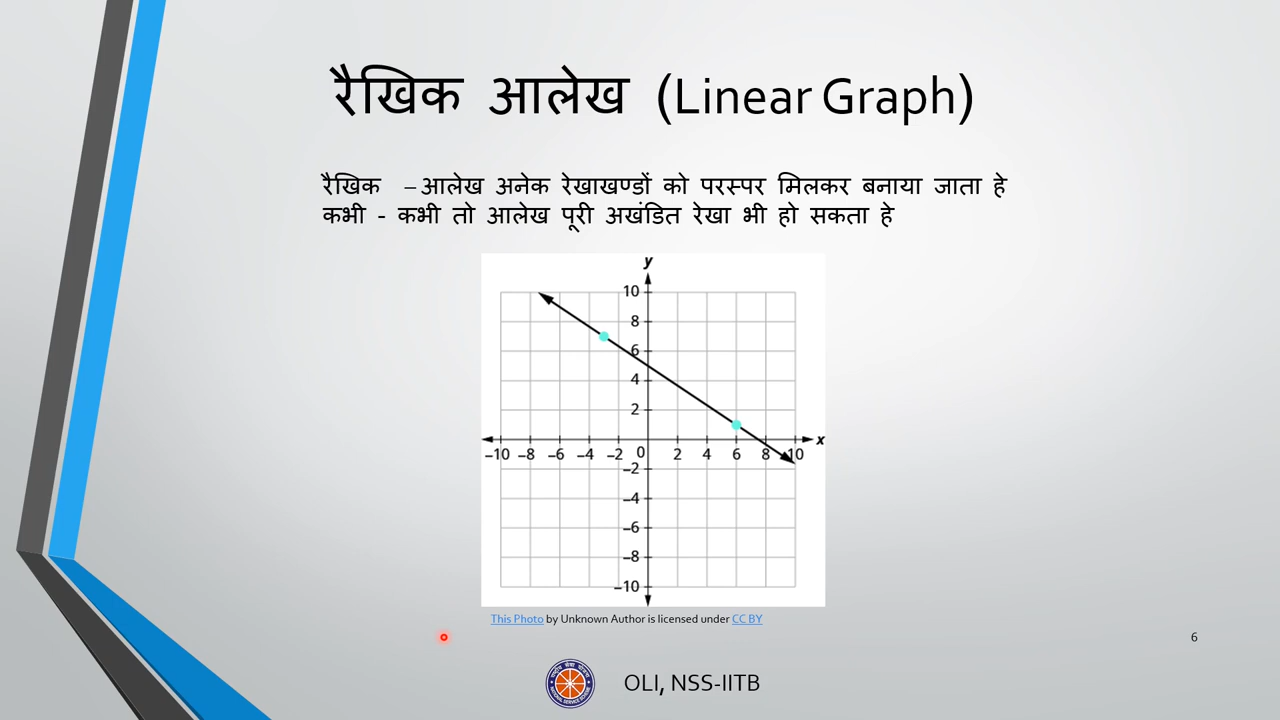 रैखिक आलेख (Linear Graph)
रैखिक – आलेख अनेक रेखाखण्डों को परस्पर मिलकर बनाया जाता हे
कभी - कभी तो आलेख पूरी अखंडित रेखा भी हो सकता हे
y
10
8
6
4
2
x
–10 –8 –6 –4 –2 0 2 4 6 8 10
–2
–4
–6
–8
–10
This Photo by Unknown Author is licensed under CC BY
6
OLI, NSS-IITB